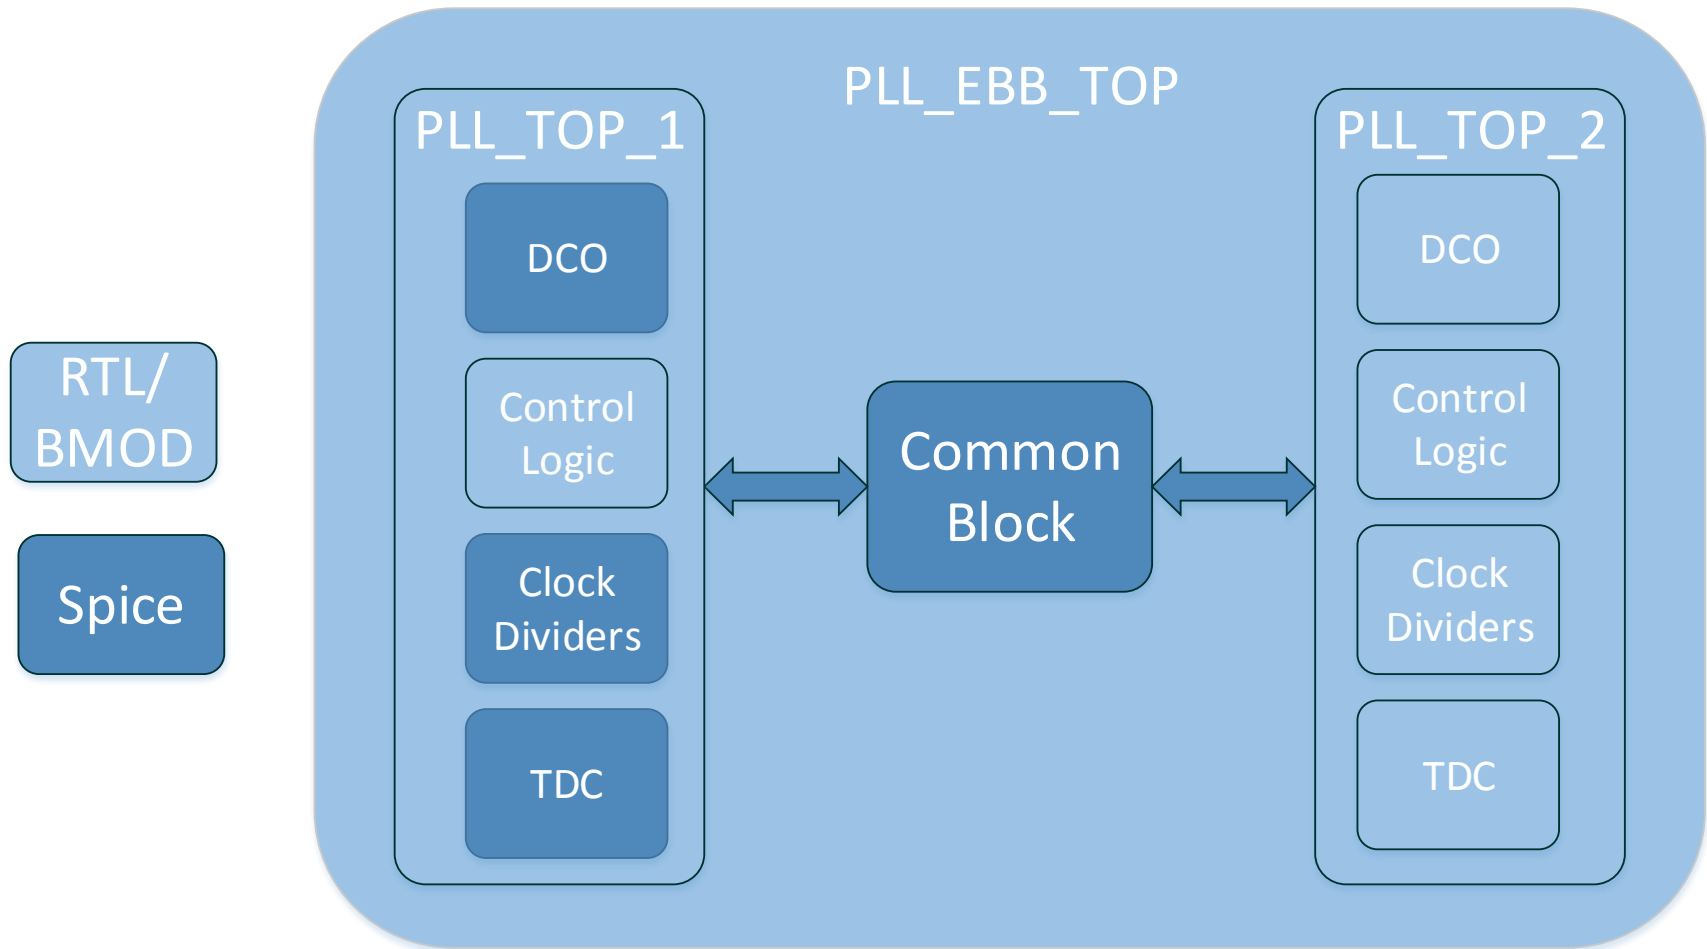 PLL_EBB_TOP
PLL_TOP_1
DCO
Control
Logic
Clock
Dividers
TDC
Common
Block
PLL_TOP_2
DCO
Control
Logic
Clock
Dividers
TDC
RTL/
BMOD
Spice